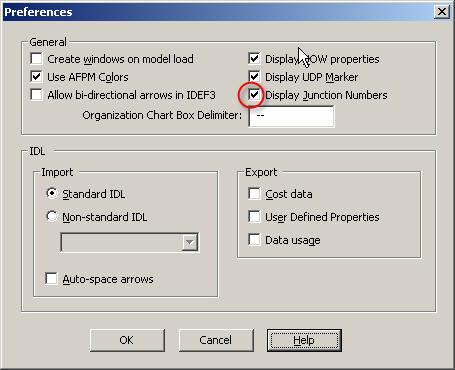 Preferences
General
Create windows on model load
Display UOW properties
Use AFPM Colors
Display UDP Marker
Allow bi-directional arrows in IDEF3
Display Junction Numbers
Organization Chart Box Delimiter: --
IDL
Import
Export
Standard IDL
Cost data
Non-standard IDL
User Defined Properties
Data usage
Auto-space arrows
OK
Cancel
Help